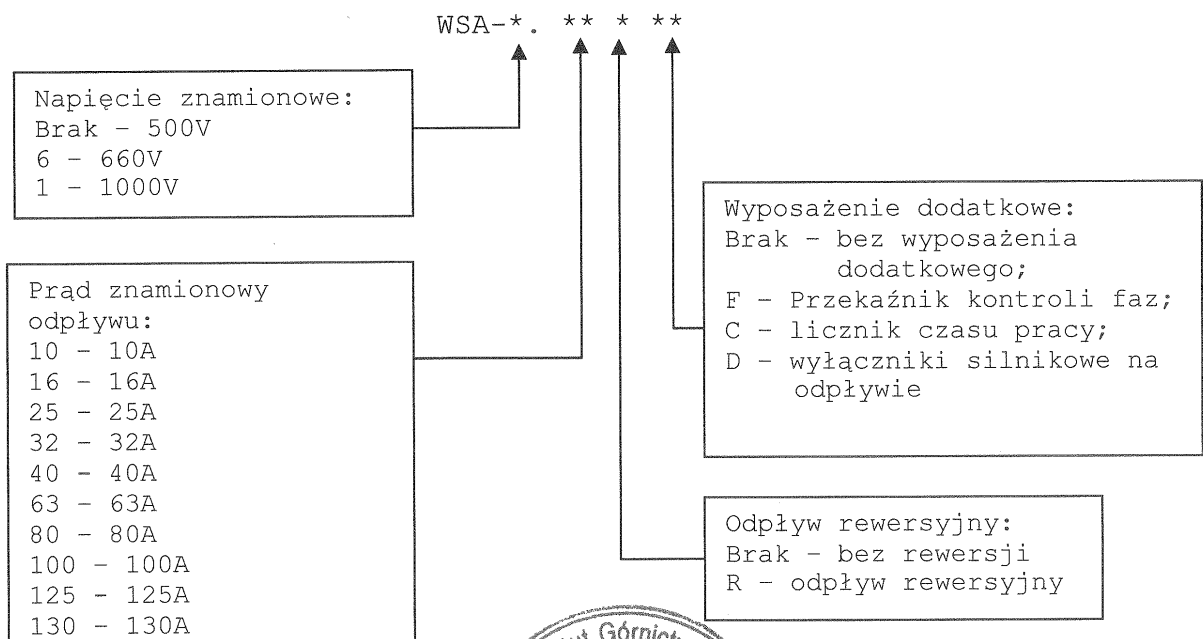 WSA-*. ** * **
Napięcie znamionowe:
Brak - 500V
6 - 660V
1 - 1000V
Prąd znamionowy
odpływu:
10 - 10A
16 - 16A
25 - 25A
32 - 32A
40 - 40A
63 - 63A
80 - 80A
100 - 100A
125 - 125A
130 - 130A
Wyposażenie dodatkowe:
Brak - bez wyposażenia
dodatkowego;
F - Przekaźnik kontroli faz;
C - licznik czasu pracy;
D - wyłączniki silnikowe na
odpływie
Odpływ rewersyjny:
Brak - bez rewersji
R - odpływ rewersyjny